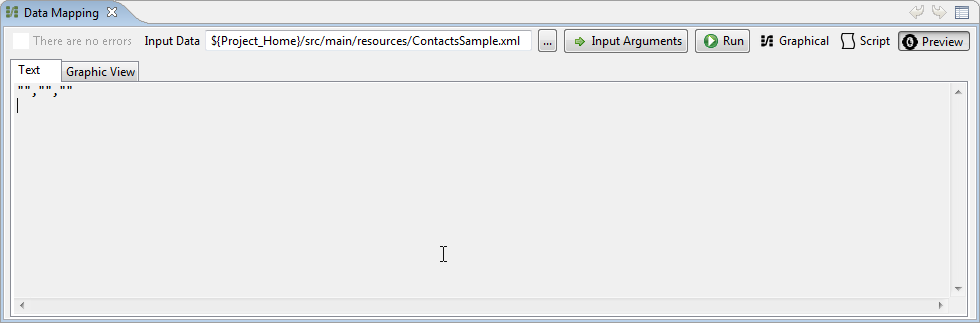 Data Mapping
There are no errors Input Data ${Project_Home}/src/main/resources/ContactsSample.xml ... Input Arguments Run Graphical Script Preview
Text Graphic View
"","",""